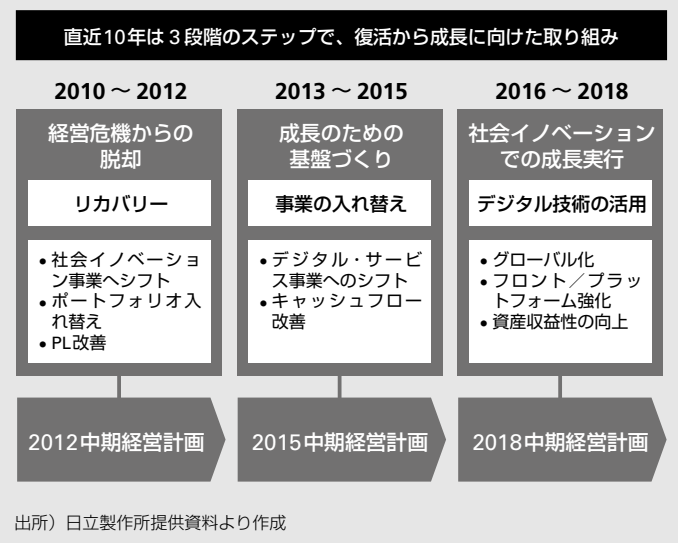 直近10年は3段階のステップで、復活から成長に向けた取り組み
2010〜2012
経営危機からの
脱却
リカバリー
•社会イノベーショ
ン事業へシフト
•ポートフォリオ入
れ替え
•PL改善
2012中期経営計画
2013〜2015
成長のための
基盤づくり
事業の入れ替え
•デジタル・サービ
ス事業へのシフト
•キャッシュフロー
改善
2015中期経営計画
2016〜2018
社会イノベーション
での成長実行
デジタル技術の活用
•グローバル化
•フロント／プラッ
トフォーム強化
•資産収益性の向上
2018中期経営計画
出所）日立製作所提供資料より作成